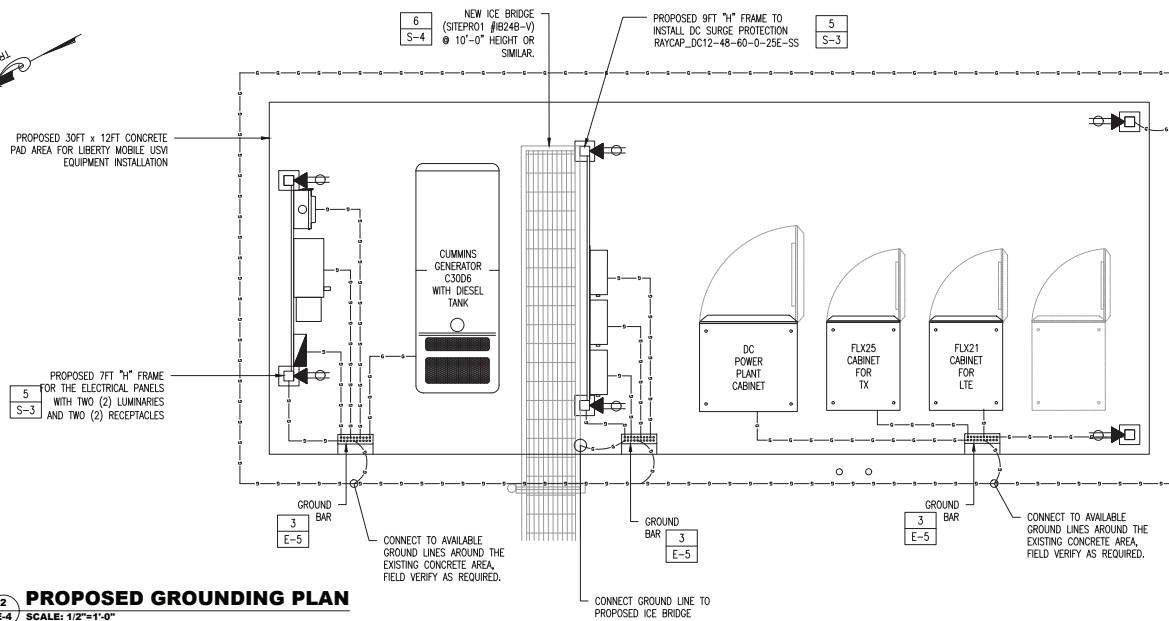 6
S-4
NEW ICE BRIDGE
(SITEPRO1 #IB24B-V)
@ 10'-0" HEIGHT OR
SIMILAR.
PROPOSED 9FT "H" FRAME TO
INSTALL DC SURGE PROTECTION
RAYCAP_DC12-48-60-0-25E-SS
5
S-3
PROPOSED 30FT x 12FT CONCRETE
PAD AREA FOR LIBERTY MOBILE USVI
EQUIPMENT INSTALLATION
CUMMINS
GENERATOR
C30D6
WITH DIESEL
TANK
DC
POWER
PLANT
CABINET
FLX25
CABINET
FOR
TX
FLX21
CABINET
FOR
LTE
5
S-3
PROPOSED 7FT "H" FRAME
FOR THE ELECTRICAL PANELS
WITH TWO (2) LUMINARIES
AND TWO (2) RECEPTACLES
GROUND
BAR
3
E-5
CONNECT TO AVAILABLE
GROUND LINES AROUND THE
EXISTING CONCRETE AREA,
FIELD VERIFY AS REQUIRED.
GROUND
BAR
3
E-5
CONNECT GROUND LINE TO
PROPOSED ICE BRIDGE
GROUND
BAR
3
E-5
CONNECT TO AVAILABLE
GROUND LINES AROUND THE
EXISTING CONCRETE AREA,
FIELD VERIFY AS REQUIRED.
2
E-4
PROPOSED GROUNDING PLAN
SCALE: 1/2"=1'-0"